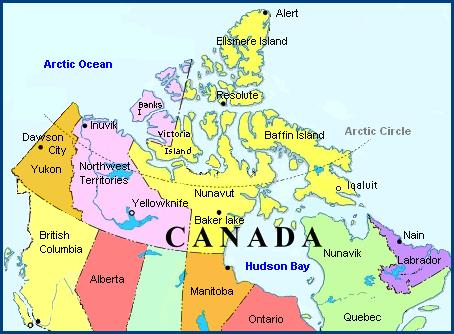 Alert
Ellsmere Island
Arctic Ocean
Resolute
Banks
I
Inuvik
Victoria
Island
Baffin Island
Arctic Circle
Dawson
City
Yukon
Northwest
Territories
Iqaluit
Nunavut
Yellowknife
Baker lake
CANADA
British
Columbia
Nain
Nunavik
Labrador
Hudson Bay
Alberta
Manitoba
Ontario
Quebec